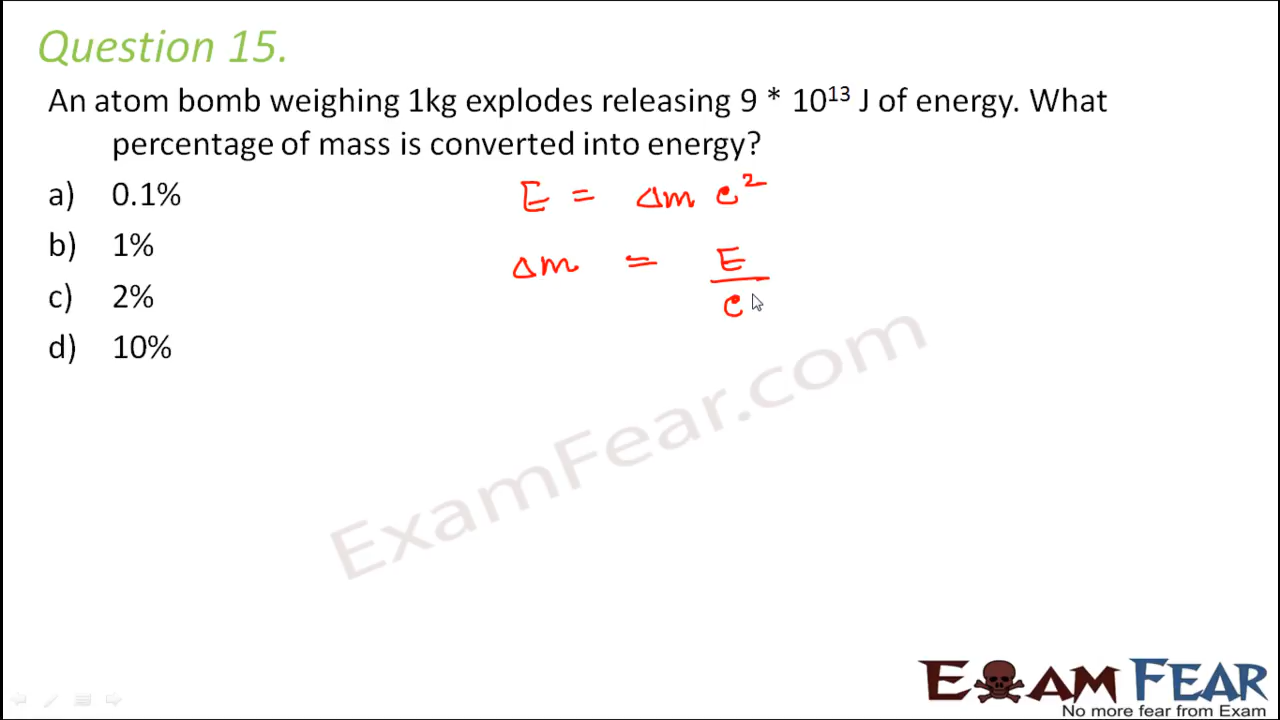 Question 15.
An atom bomb weighing 1kg explodes releasing 9 * 10¹³ J of energy. What
percentage of mass is converted into energy?
a) 0.1%
b) 1%
c) 2%
d) 10%
E = Δm c²
Δm = E
c
ExamFear.com
EXAM FEAR
No more fear from Exam